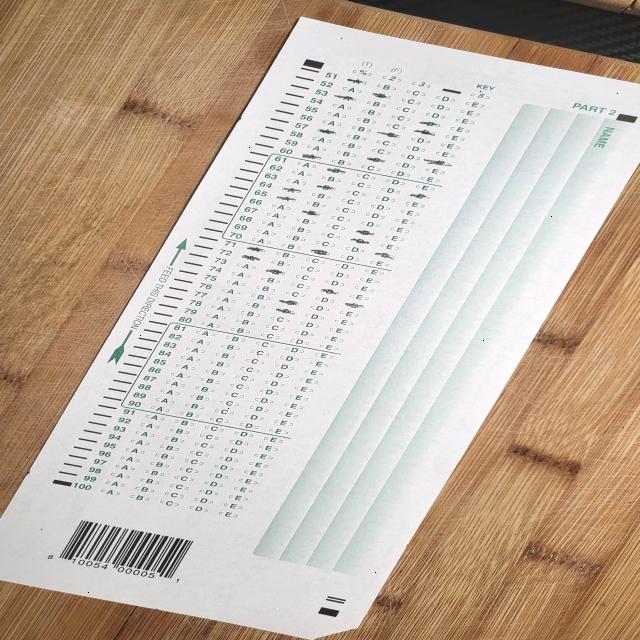 (T) (F) KEY
% 2 3 5
51 B C D E
52 A C D E
53 B C D E
54 A B C E
55 A B C E
56 A B D E
57 B C D E
58 A B C D
59 A B D E
60 B C D E
61 A C D E
62 A B C D
63 A C D E
64 B C D E
65 B C D E
66 A C D E
67 A B C E
68 A B C E
69 A B C D
70 A B D E
71 B C D E
72 B C D E
73 A C D E
74 A B C E
75 A B C D
76 A B D E
77 A B D E
78 A B C D E
79 A B C D E
80 A B C D E
81 A B C D E
82 A B C D E
83 A B C D E
84 A B C D E
85 A B C D E
86 A B C D E
87 A B C D E
88 A B C D E
89 A B C D E
90 A B C D E
91 A B C D E
92 A B C D E
93 A B C D E
94 A B C D E
95 A B C D E
96 A B C D E
97 A B C D E
98 A B C D E
99 A B C D E
100 A B C D E
FEED THIS DIRECTION
PART 2
NAME
8 10054 00005 1